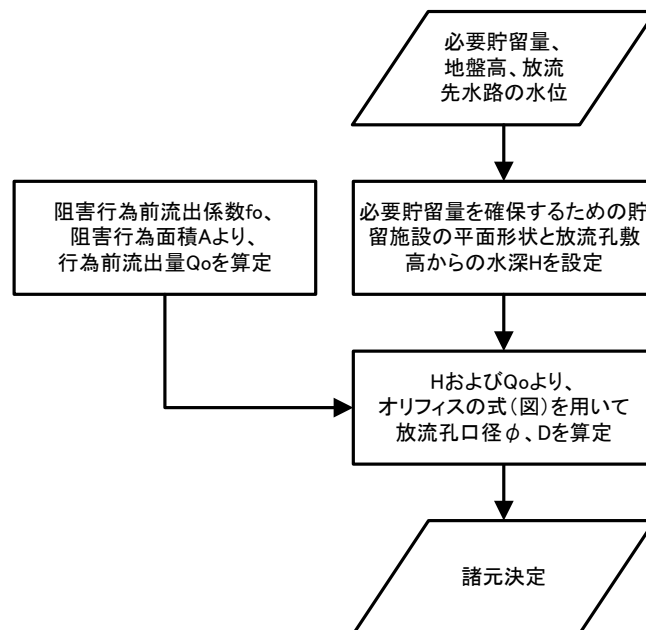 必要貯留量、
地盤高、放流
先水路の水位
阻害行為前流出係数fo、
阻害行為面積Aより、
行為前流出量Qoを算定
必要貯留量を確保するための貯
留施設の平面形状と放流孔敷
高からの水深Hを設定
HおよびQoより、
オリフィスの式(図)を用いて
放流孔口径φ、Dを算定
諸元決定